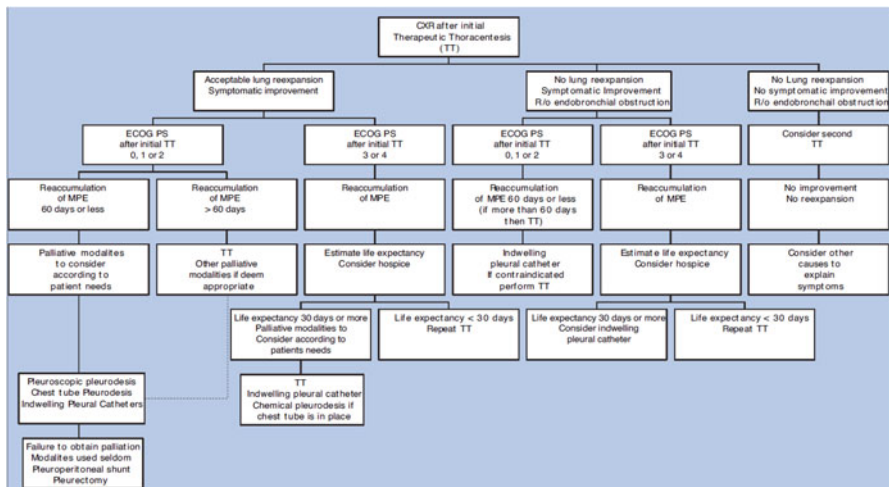 CXR after initial
Therapeutic Thoracentesis
(TT)
Acceptable lung reexpansion
Symptomatic improvement
No lung reexpansion
Symptomatic Improvement
R/o endobronchial obstruction
No Lung reexpansion
No symptomatic improvement
R/o endobronchail obstruction
ECOG PS
after initial TT
0, 1 or 2
ECOG PS
after initial TT
3 or 4
ECOG PS
after initial TT
0, 1 or 2
ECOG PS
after initial TT
3 or 4
Consider second
TT
Reaccumulation
of MPE
60 days or less
Reaccumulation
of MPE
> 60 days
Reaccumulation
of MPE
Reaccumulation
of MPE 60 days or less
(if more than 60 days
then TT)
Reaccumulation
of MPE
No improvement
No reexpansion
Palliative modalites
to consider
according to
patient needs
TT
Other palliative
modalities if deem
appropriate
Estimate life expectancy
Consider hospice
Indwelling
pleural catheter
If contraindicated
perform TT
Estimate life expectancy
Consider hospice
Consider other
causes to
explain
symptoms
Life expectancy 30 days or more
Palliative modalities to
Consider according to
patients needs
Life expectancy < 30 days
Repeat TT
Life expectancy 30 days or more
Consider indwelling
pleural catheter
Life expectancy < 30 days
Repeat TT
Pleuroscopic pleurodesis
Chest tube Pleurodesis
Indwelling Pleural Catheters
TT
Indwelling pleural catheter
Chemical pleurodesis if
chest tube is in place
Failure to obtain palliation
Modalites used seldom
Pleuroperitoneal shunt
Pleurectomy